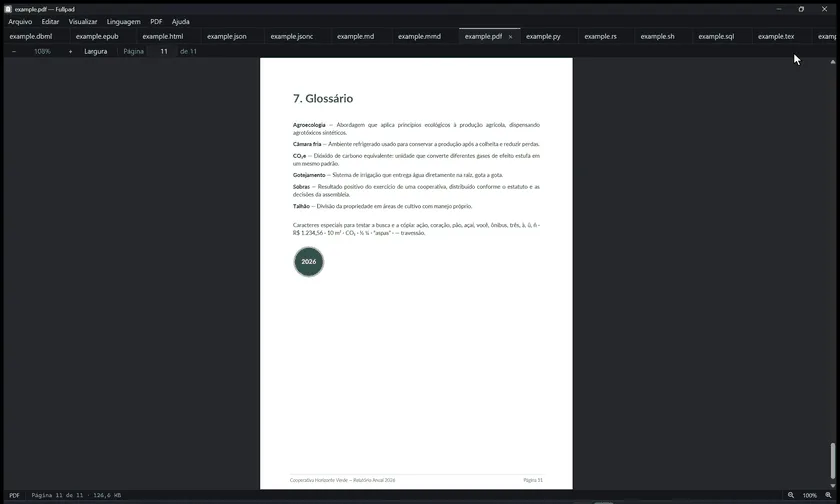 example.pdf — Fullpad
Arquivo Editar Visualizar Linguagem PDF Ajuda
example.dbml example.epub example.html example.json example.jsonc example.md example.mmd example.pdf × example.py example.rs example.sh example.sql example.tex examp
− 108% + Largura Página 11 de 11
7. Glossário
Agroecologia — Abordagem que aplica princípios ecológicos à produção agrícola, dispensando
agrotóxicos sintéticos.
Câmara fria — Ambiente refrigerado usado para conservar a produção após a colheita e reduzir perdas.
CO₂e — Dióxido de carbono equivalente: unidade que converte diferentes gases de efeito estufa em
um mesmo padrão.
Gotejamento — Sistema de irrigação que entrega água diretamente na raiz, gota a gota.
Sobras — Resultado positivo do exercício de uma cooperativa, distribuído conforme o estatuto e as
decisões da assembleia.
Talhão — Divisão da propriedade em áreas de cultivo com manejo próprio.
Caracteres especiais para testar a busca e a cópia: ação, coração, pão, açaí, você, ônibus, três, à, ü, ñ ·
R$ 1.234,56 · 10 m² · CO₂ · ½ ¾ · "aspas" · — travessão.
2026
Cooperativa Horizonte Verde — Relatório Anual 2026 Página 11
PDF Página 11 de 11 · 126,6 KB 100%